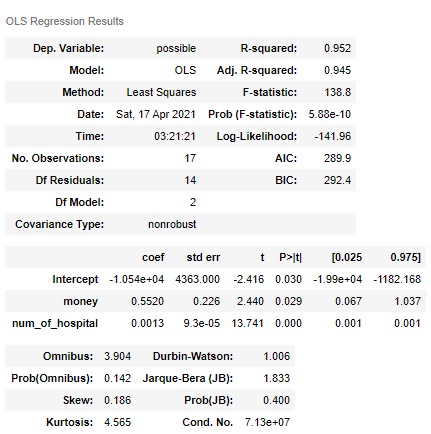 OLS Regression Results
Dep. Variable: possible R-squared: 0.952
Model: OLS Adj. R-squared: 0.945
Method: Least Squares F-statistic: 138.8
Date: Sat, 17 Apr 2021 Prob (F-statistic): 5.88e-10
Time: 03:21:21 Log-Likelihood: -141.96
No. Observations: 17 AIC: 289.9
Df Residuals: 14 BIC: 292.4
Df Model: 2
Covariance Type: nonrobust
coef std err t P>|t| [0.025 0.975]
Intercept -1.054e+04 4363.000 -2.416 0.030 -1.99e+04 -1182.168
money 0.5520 0.226 2.440 0.029 0.067 1.037
num_of_hospital 0.0013 9.3e-05 13.741 0.000 0.001 0.001
Omnibus: 3.904 Durbin-Watson: 1.006
Prob(Omnibus): 0.142 Jarque-Bera (JB): 1.833
Skew: 0.186 Prob(JB): 0.400
Kurtosis: 4.565 Cond. No. 7.13e+07